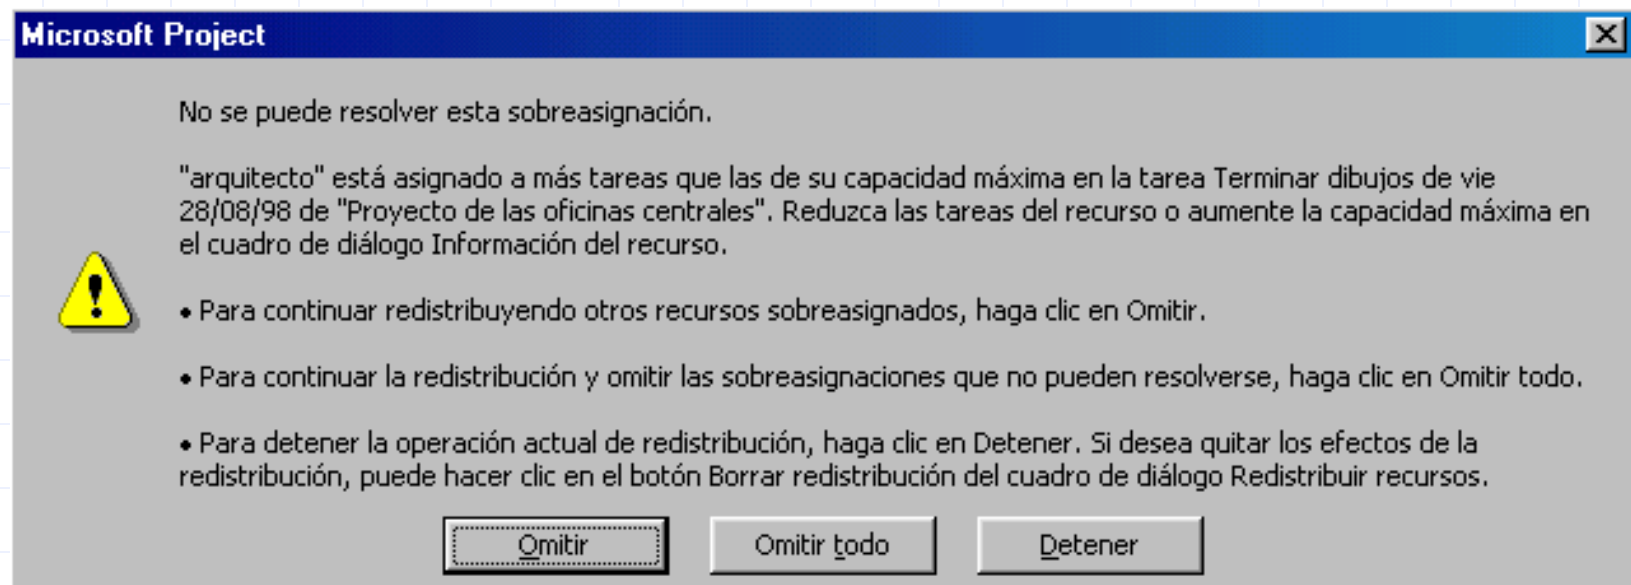 Microsoft Project
No se puede resolver esta sobreasignación.
"arquitecto" está asignado a más tareas que las de su capacidad máxima en la tarea Terminar dibujos de vie
28/08/98 de "Proyecto de las oficinas centrales". Reduzca las tareas del recurso o aumente la capacidad máxima en
el cuadro de diálogo Información del recurso.
• Para continuar redistribuyendo otros recursos sobreasignados, haga clic en Omitir.
• Para continuar la redistribución y omitir las sobreasignaciones que no pueden resolverse, haga clic en Omitir todo.
• Para detener la operación actual de redistribución, haga clic en Detener. Si desea quitar los efectos de la
redistribución, puede hacer clic en el botón Borrar redistribución del cuadro de diálogo Redistribuir recursos.
Omitir Omitir todo Detener